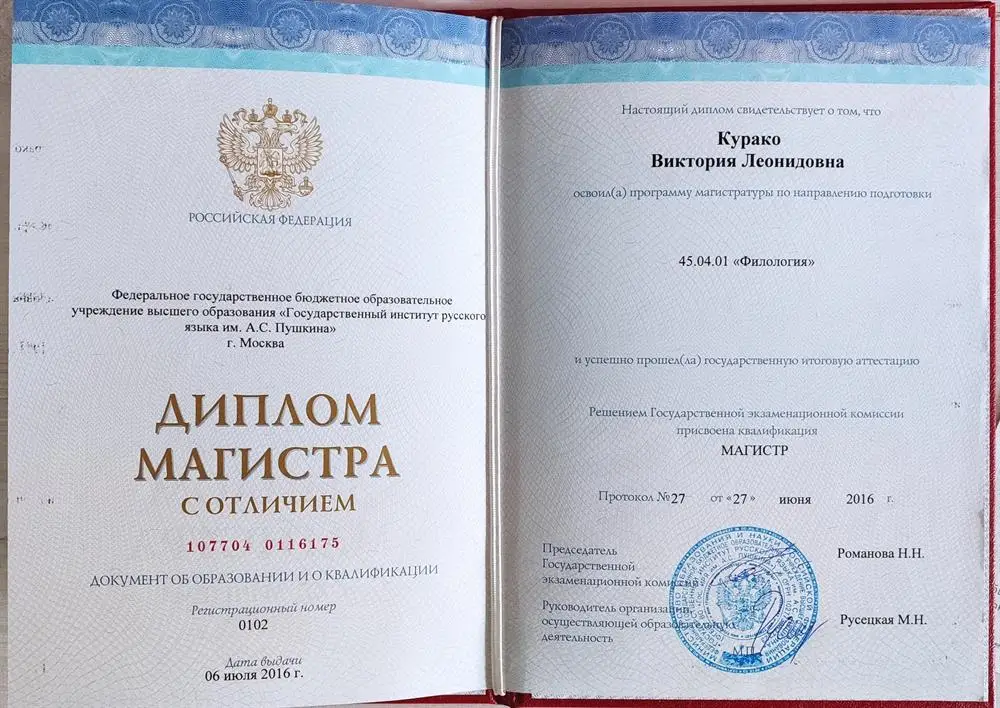 РОССИЙСКАЯ ФЕДЕРАЦИЯ
Федеральное государственное бюджетное образовательное
учреждение высшего образования «Государственный институт русского
языка им. А.С. Пушкина»
г. Москва
ДИПЛОМ
МАГИСТРА
С ОТЛИЧИЕМ
107704 0116175
ДОКУМЕНТ ОБ ОБРАЗОВАНИИ И О КВАЛИФИКАЦИИ
Регистрационный номер
0102
Дата выдачи
06 июля 2016 г.
Настоящий диплом свидетельствует о том, что
Курако
Виктория Леонидовна
освоил(а) программу магистратуры по направлению подготовки
45.04.01 «Филология»
и успешно прошел(ла) государственную итоговую аттестацию
Решением Государственной экзаменационной комиссии
присвоена квалификация
МАГИСТР
Протокол №27 от «27» июня 2016 г.
Председатель
Государственной
экзаменационной комиссии
Романова Н.Н.
Руководитель организации,
осуществляющей образовательную
деятельность
Русецкая М.Н.
М.П.